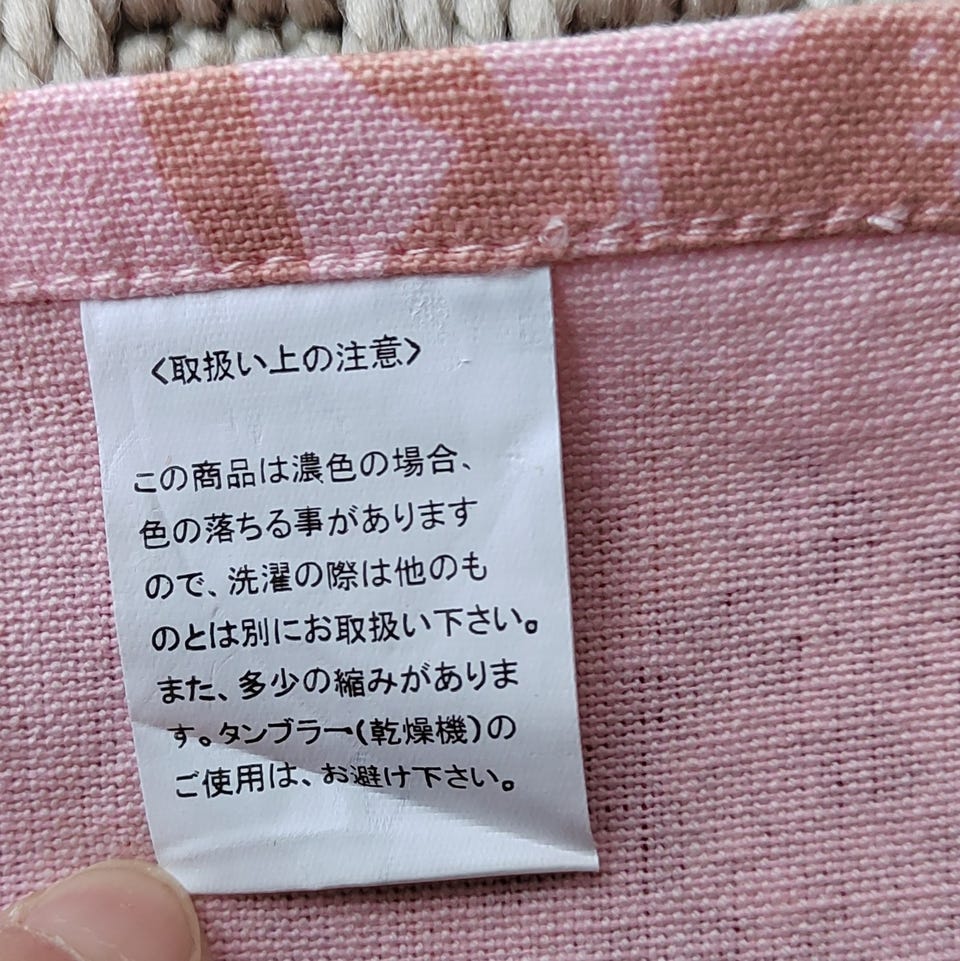 <取扱い上の注意>
この商品は濃色の場合、
色の落ちる事があります
ので、洗濯の際は他のも
のとは別にお取扱い下さい。
また、多少の縮みがありま
す。タンブラー(乾燥機)の
ご使用は、お避け下さい。